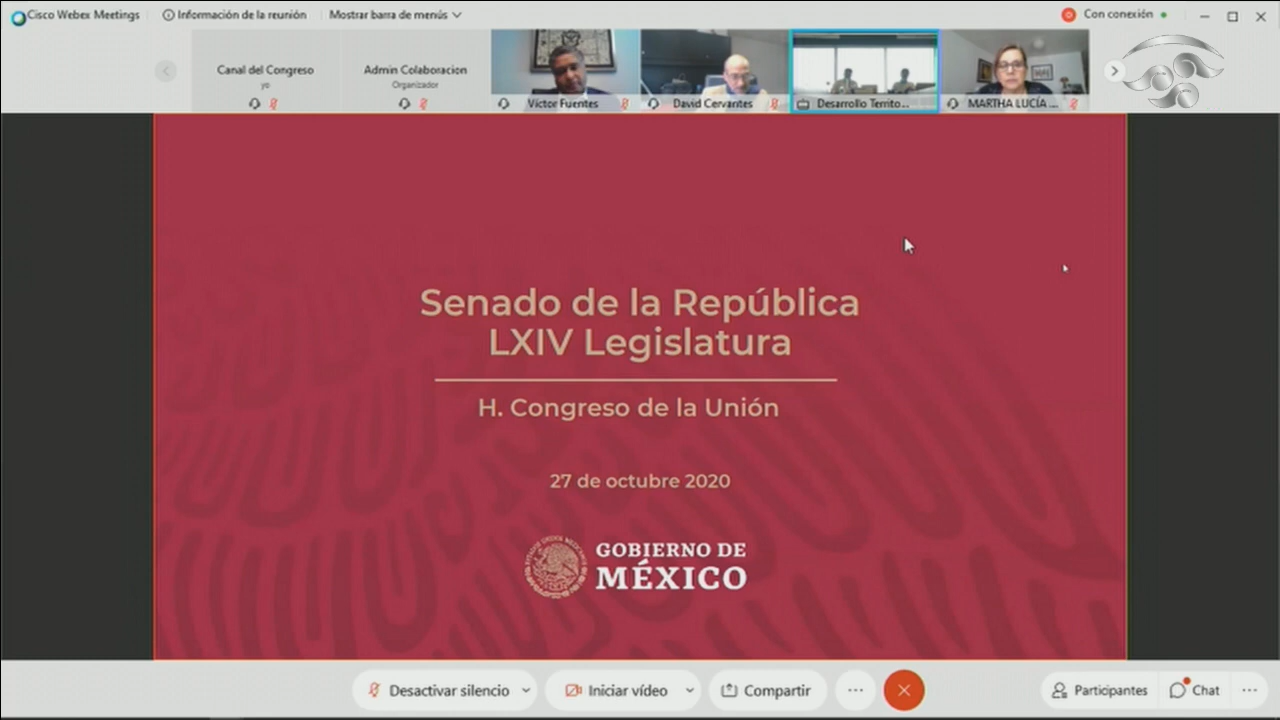 Cisco Webex Meetings
Información de la reunión
Mostrar barra de menús
Con conexión
Canal del Congreso
yo
Admin Colaboracion
Organizador
Víctor Fuentes
David Cervantes
Desarrollo Territo...
MARTHA LUCÍA ...
Senado de la República
LXIV Legislatura
H. Congreso de la Unión
27 de octubre 2020
GOBIERNO DE
MÉXICO
Desactivar silencio
Iniciar vídeo
Compartir
Participantes
Chat